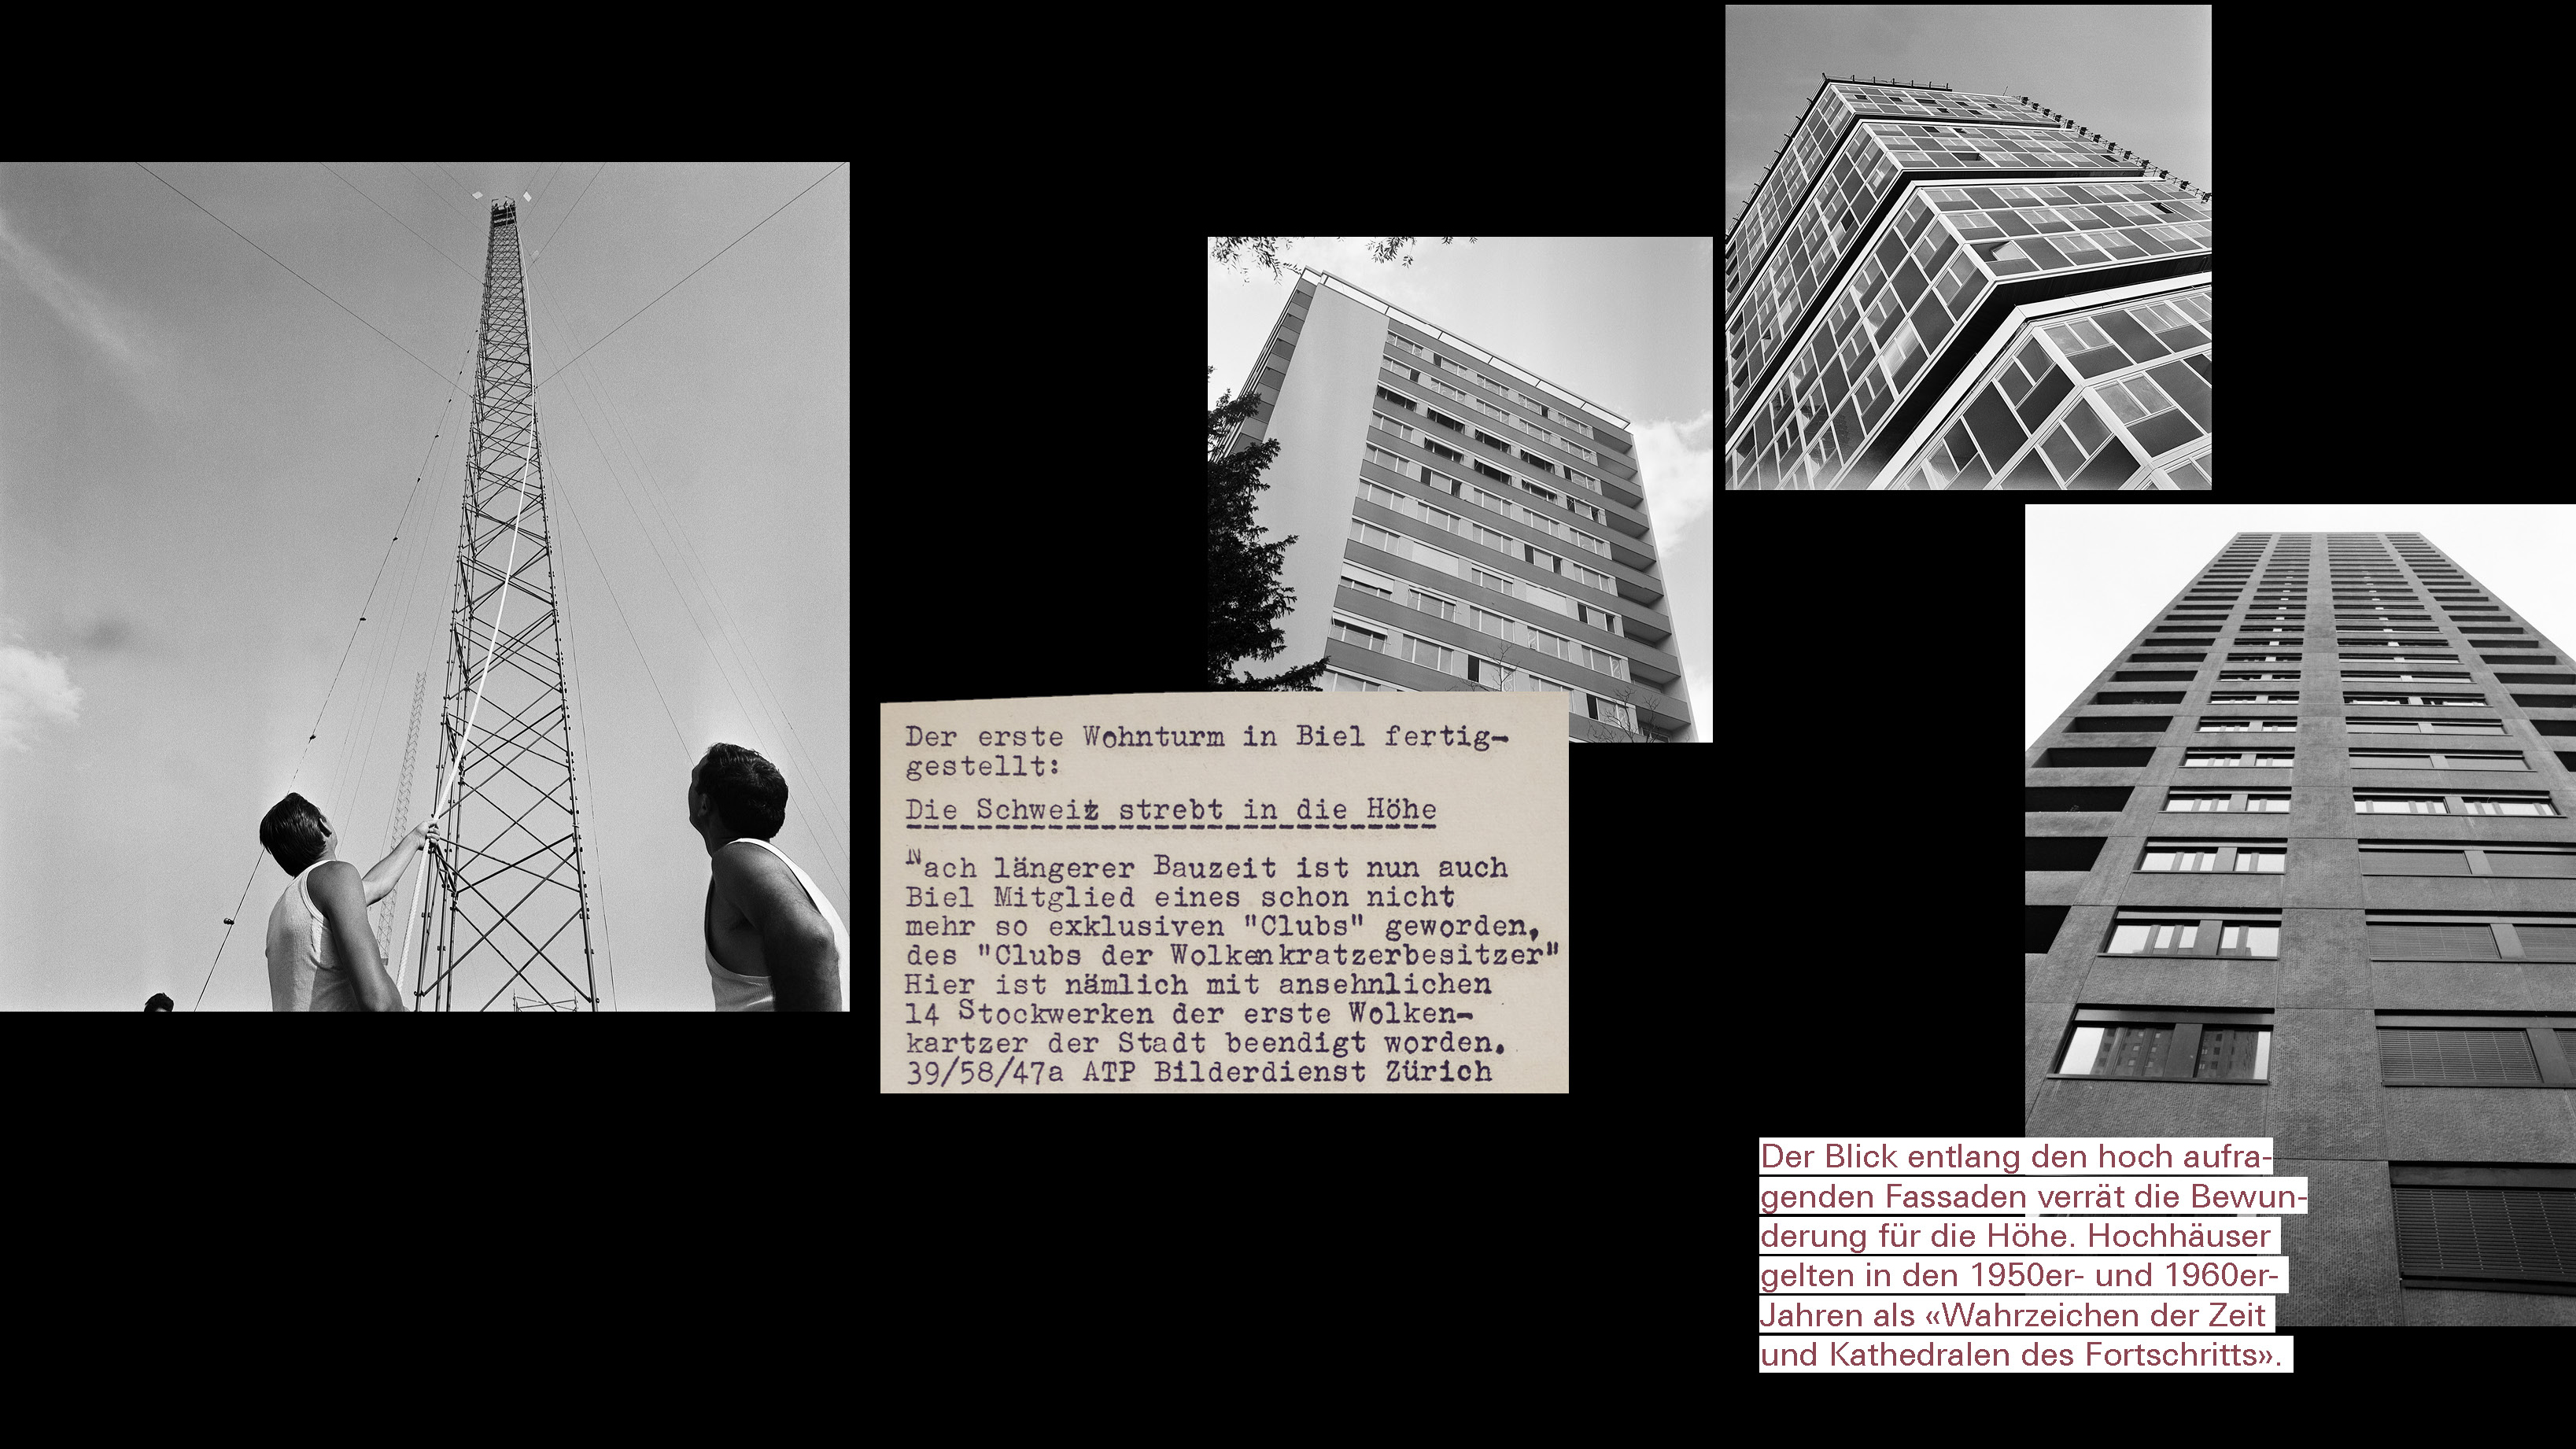 Der erste Wohnturm in Biel fertig-
gestellt:
Die Schweiz strebt in die Höhe
Nach längerer Bauzeit ist nun auch
Biel Mitglied eines schon nicht
mehr so exklusiven "Clubs" geworden,
des "Clubs der Wolkenkratzerbesitzer"
Hier ist nämlich mit ansehnlichen
14 Stockwerken der erste Wolken-
kartzer der Stadt beendigt worden.
39/58/47a ATP Bilderdienst Zürich
Der Blick entlang den hoch aufra-
genden Fassaden verrät die Bewun-
derung für die Höhe. Hochhäuser
gelten in den 1950er- und 1960er-
Jahren als «Wahrzeichen der Zeit
und Kathedralen des Fortschritts».